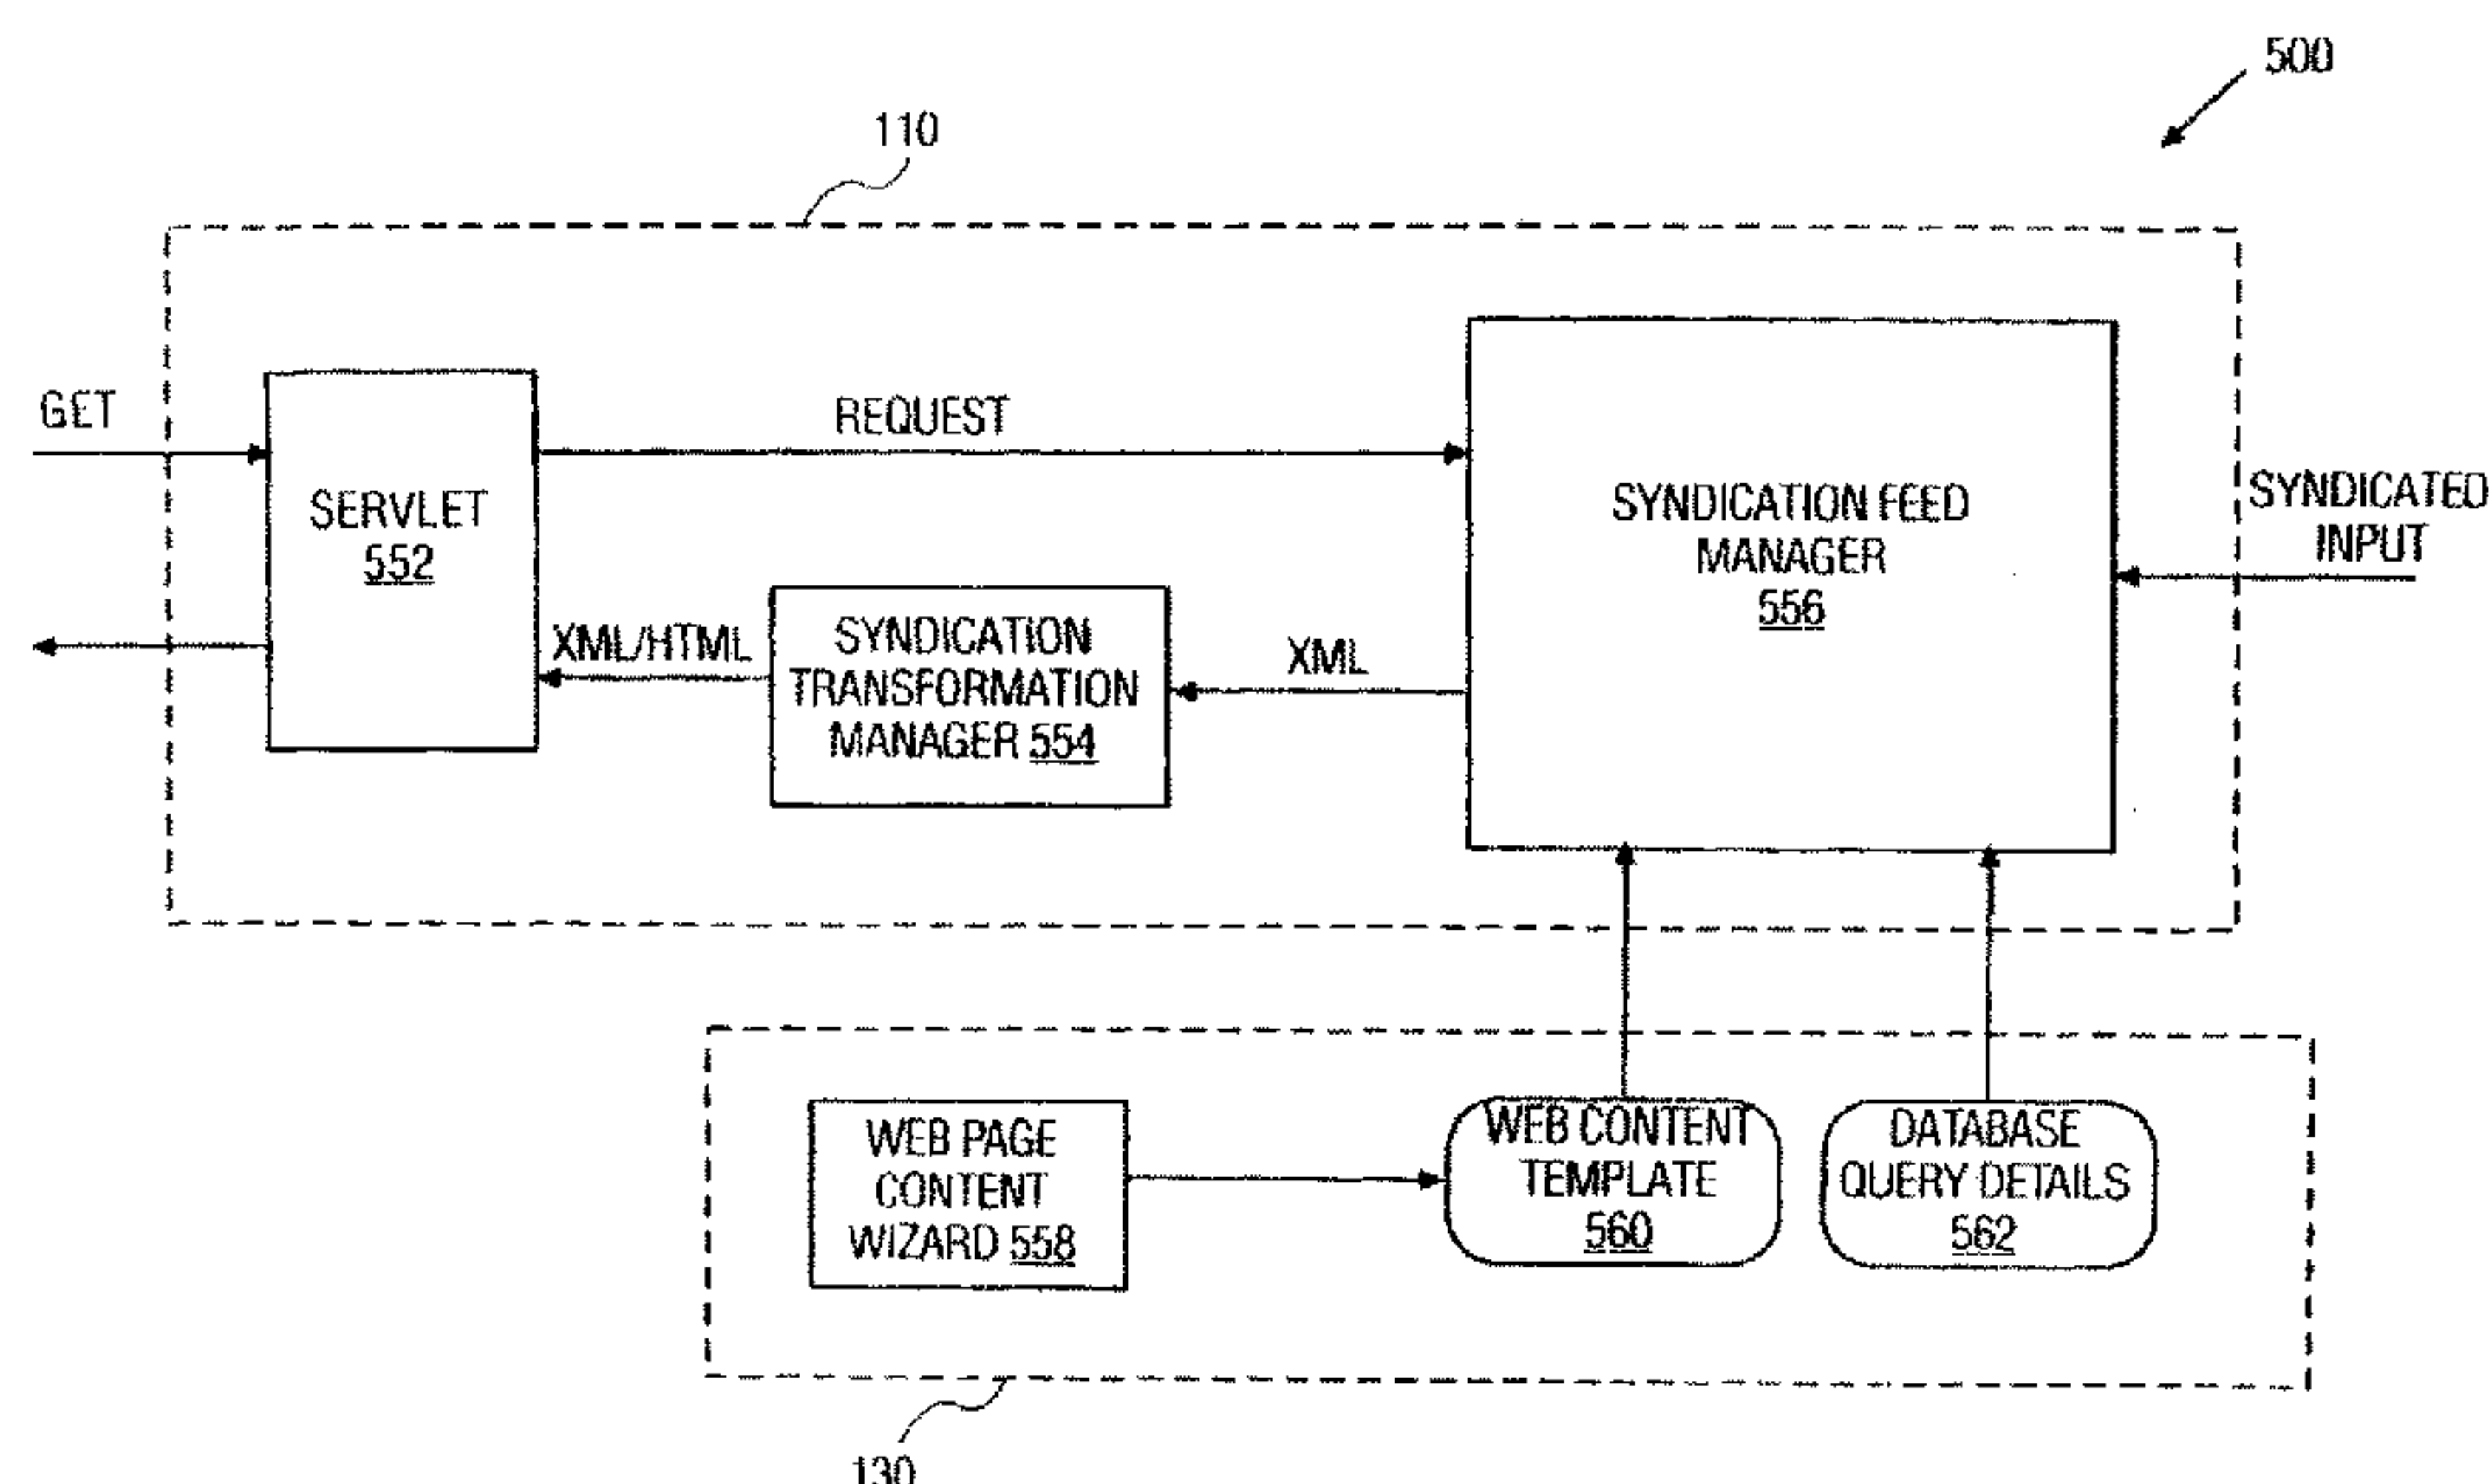 500
110
GET
REQUEST
SERVLET
552
SYNDICATION FEED
MANAGER
556
SYNDICATED
INPUT
XML/HTML
SYNDICATION
TRANSFORMATION
MANAGER 554
XML
WEB PAGE
CONTENT
WIZARD 558
WEB CONTENT
TEMPLATE
560
DATABASE
QUERY DETAILS
562
130